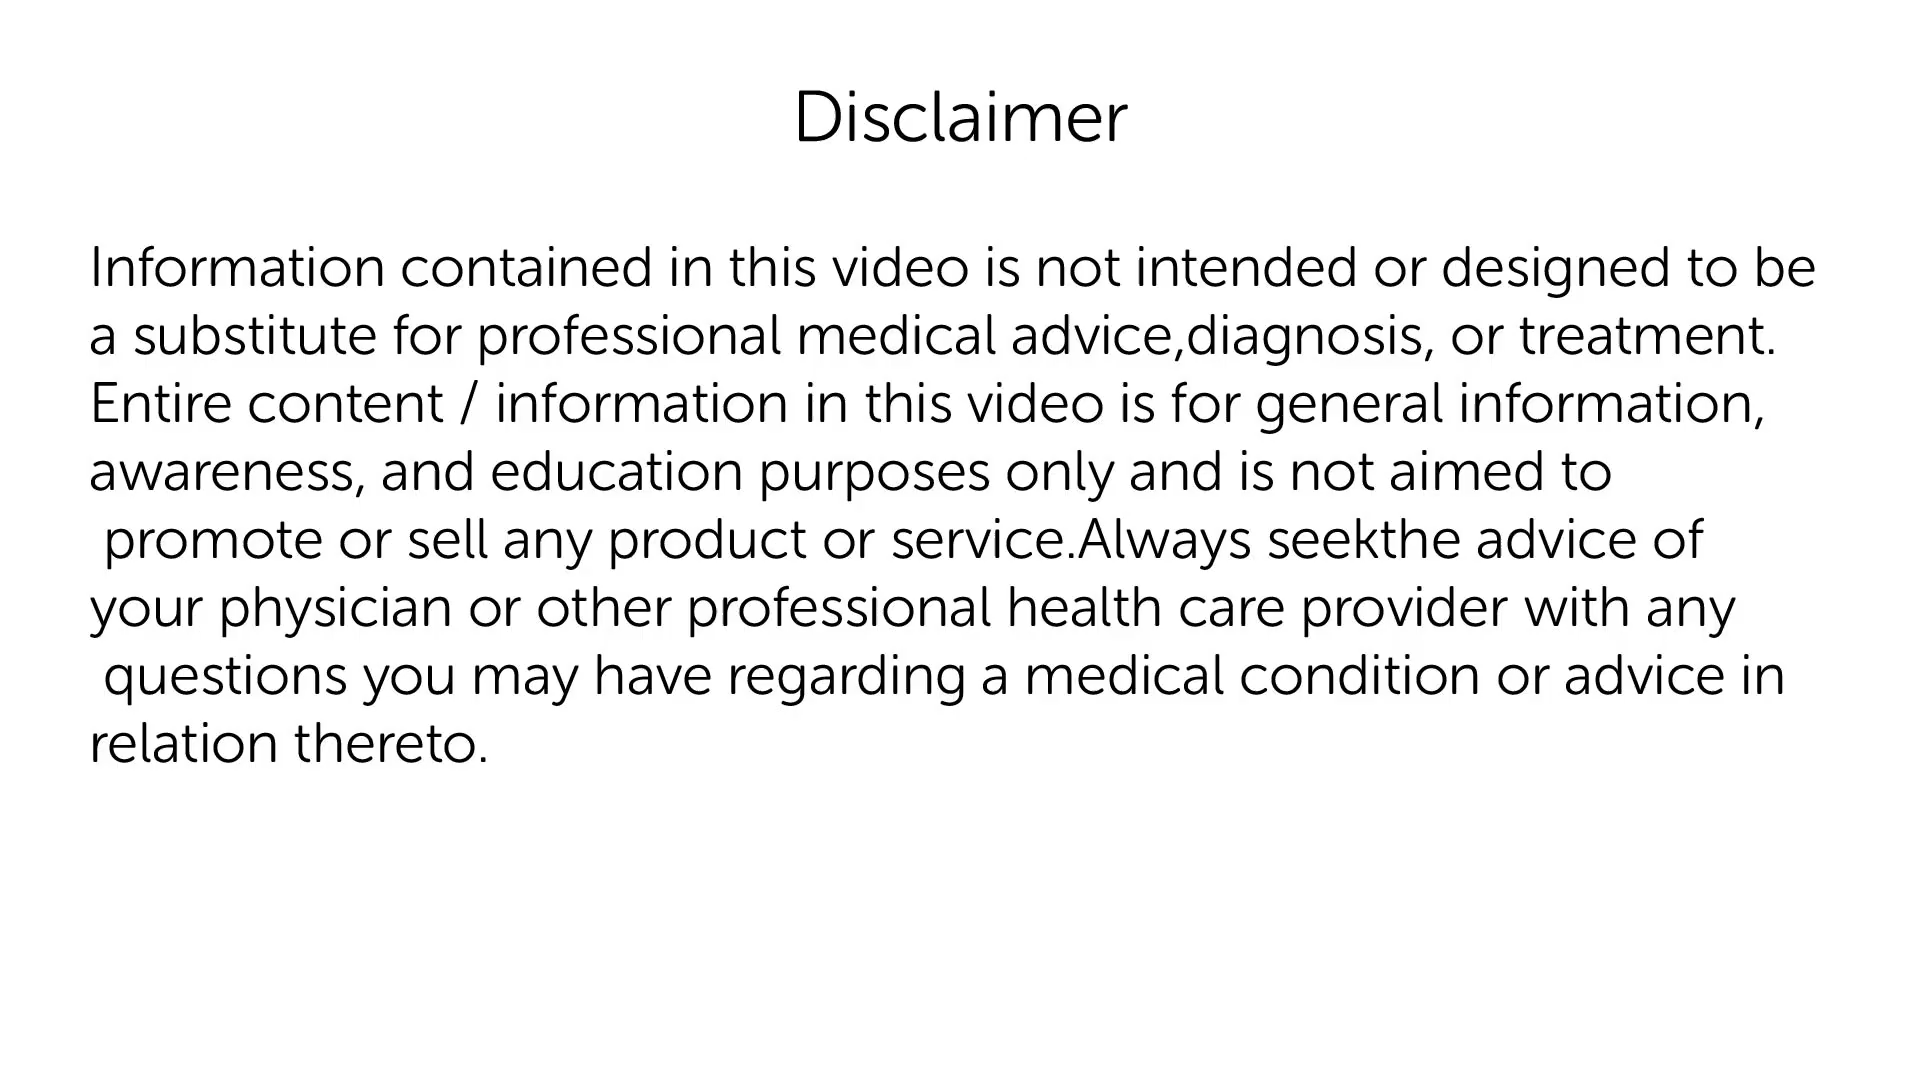 Disclaimer
Information contained in this video is not intended or designed to be
a substitute for professional medical advice,diagnosis, or treatment.
Entire content / information in this video is for general information,
awareness, and education purposes only and is not aimed to
promote or sell any product or service.Always seekthe advice of
your physician or other professional health care provider with any
questions you may have regarding a medical condition or advice in
relation thereto.